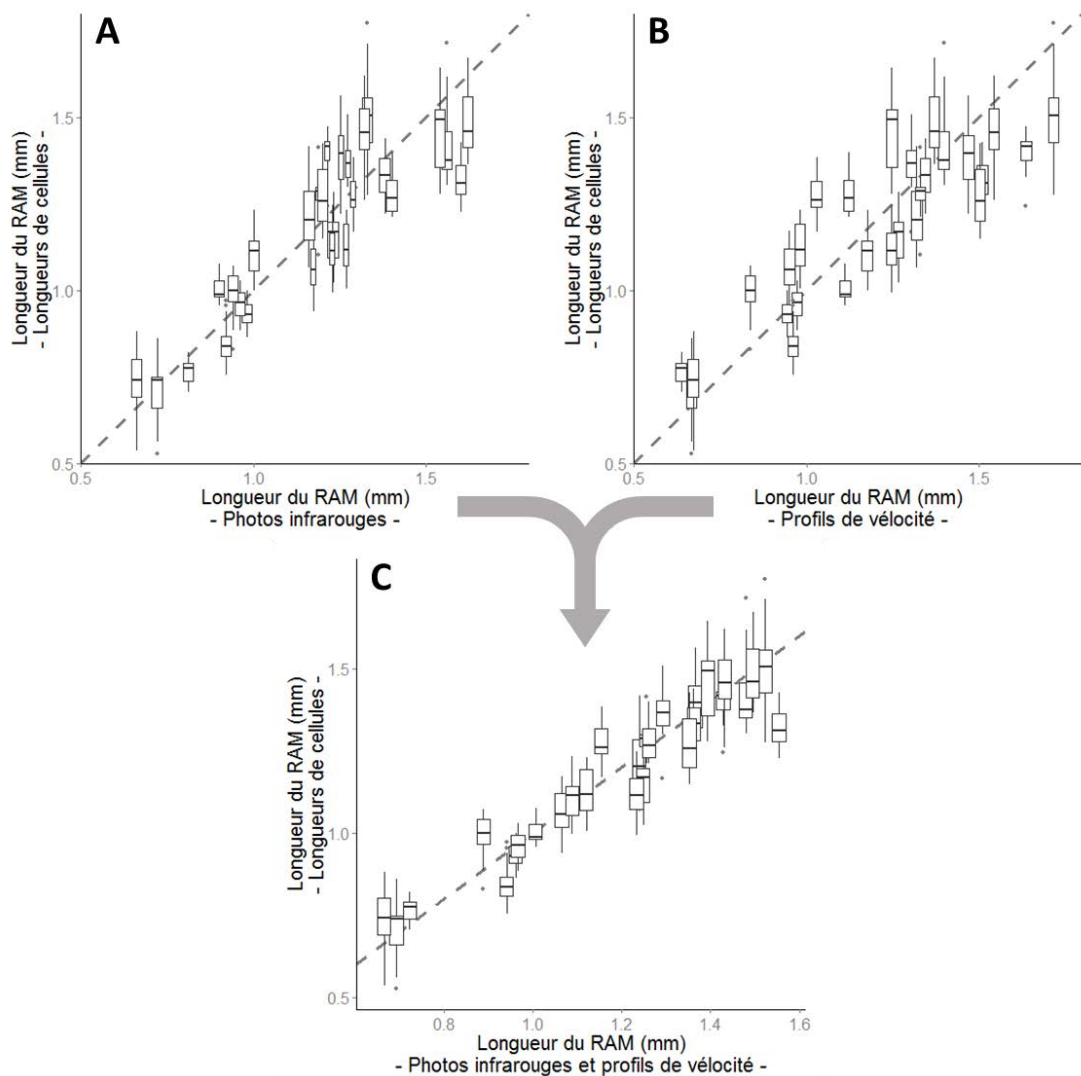 A
Longueur du RAM (mm)
- Longueurs de cellules -
1.5
1.0
0.5
0.5
1.0
1.5
Longueur du RAM (mm)
- Photos infrarouges -
B
Longueur du RAM (mm)
- Longueurs de cellules -
1.5
1.0
0.5
0.5
1.0
1.5
Longueur du RAM (mm)
- Profils de vélocité -
C
Longueur du RAM (mm)
- Longueurs de cellules -
1.5
1.0
0.5
0.8
1.0
1.2
1.4
1.6
Longueur du RAM (mm)
- Photos infrarouges et profils de vélocité -